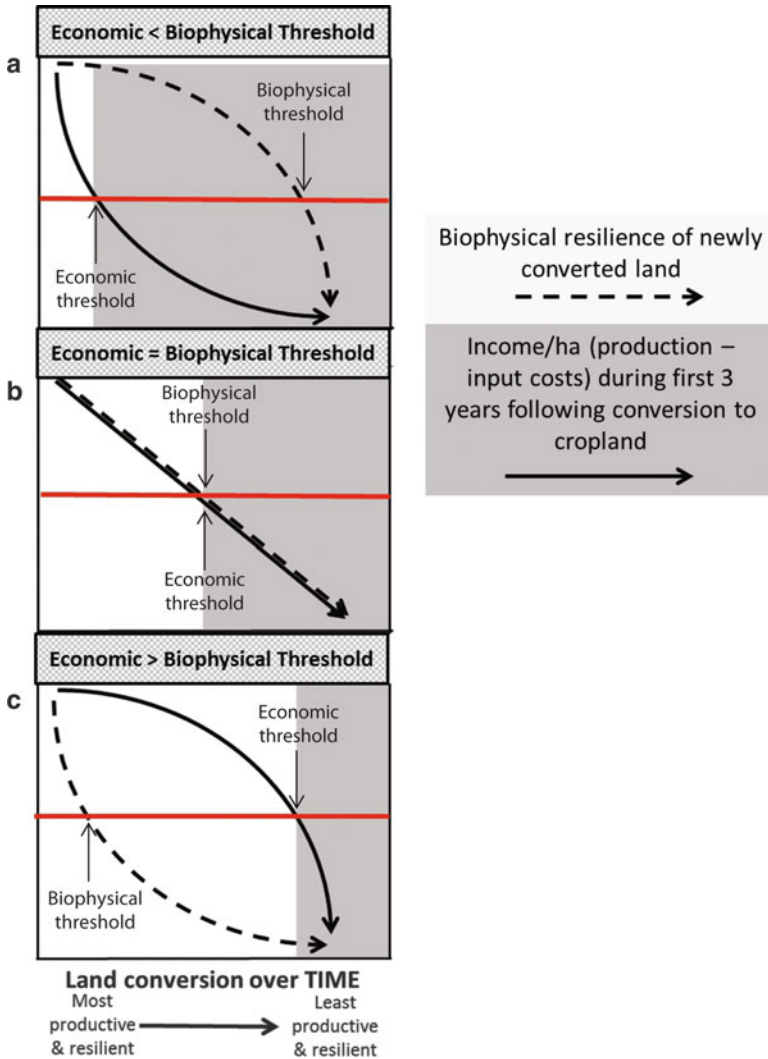 Economic < Biophysical Threshold
a
Biophysical
threshold
Economic
threshold
Economic = Biophysical Threshold
b
Biophysical
threshold
Economic
threshold
Economic > Biophysical Threshold
c
Economic
threshold
Biophysical
threshold
Land conversion over TIME
Most
productive
& resilient
Least
productive
& resilient
Biophysical resilience of newly
converted land
Income/ha (production –
input costs) during first 3
years following conversion to
cropland